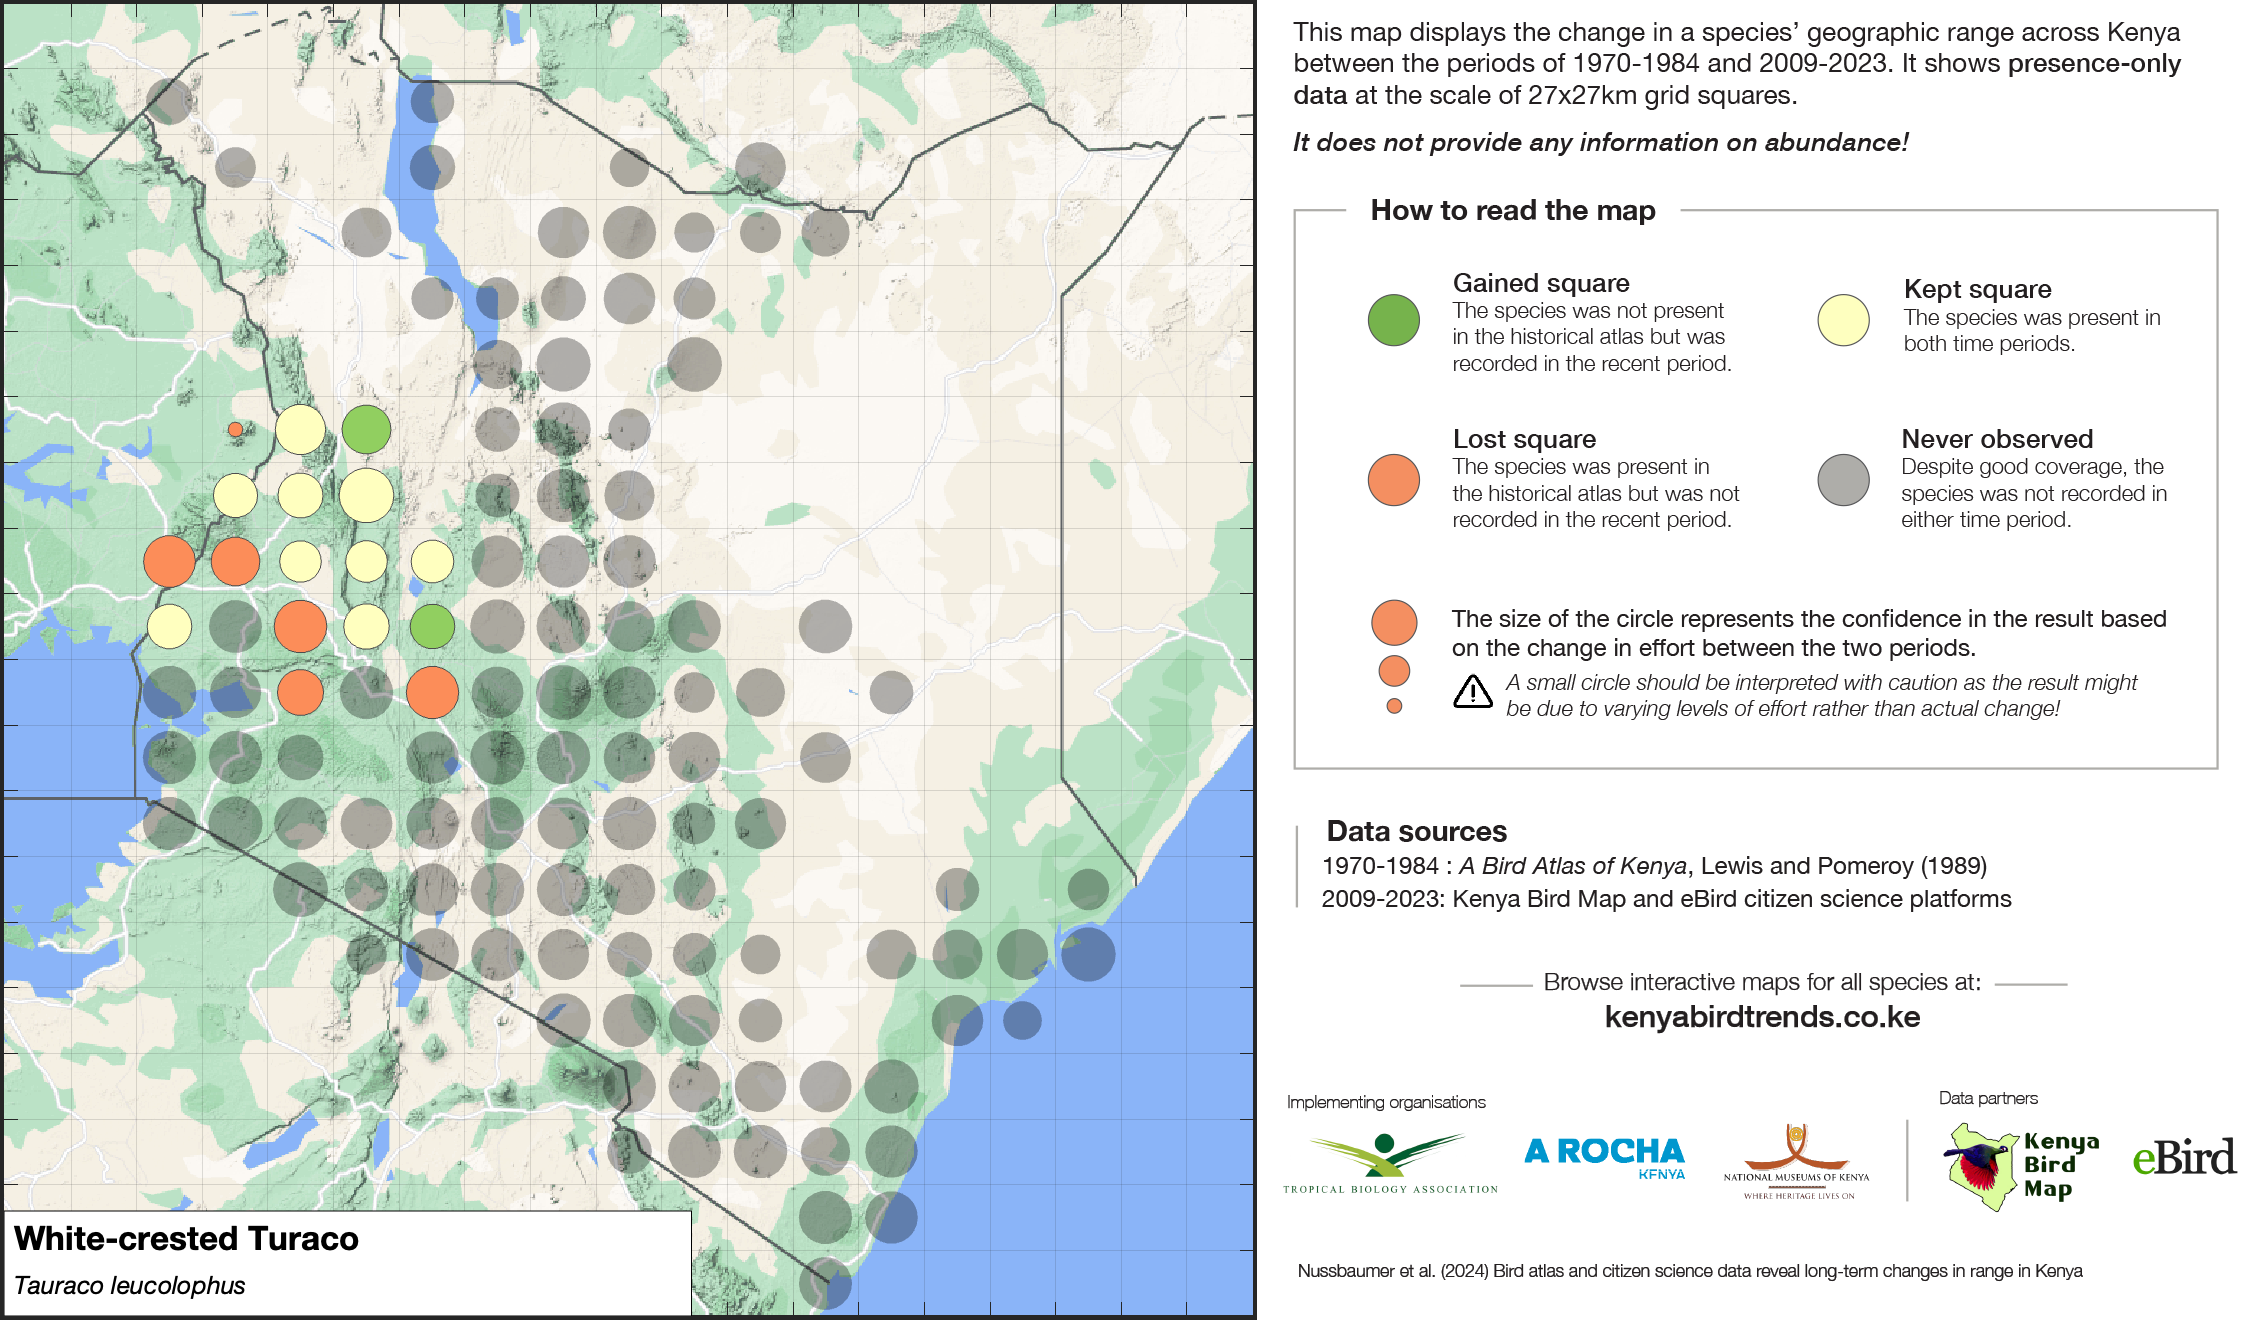 This map displays the change in a species’ geographic range across Kenya
between the periods of 1970-1984 and 2009-2023. It shows presence-only
data at the scale of 27x27km grid squares.
It does not provide any information on abundance!
How to read the map
Gained square
The species was not present
in the historical atlas but was
recorded in the recent period.
Kept square
The species was present in
both time periods.
Lost square
The species was present in
the historical atlas but was not
recorded in the recent period.
Never observed
Despite good coverage, the
species was not recorded in
either time period.
The size of the circle represents the confidence in the result based
on the change in effort between the two periods.
A small circle should be interpreted with caution as the result might
be due to varying levels of effort rather than actual change!
Data sources
1970-1984 : A Bird Atlas of Kenya, Lewis and Pomeroy (1989)
2009-2023: Kenya Bird Map and eBird citizen science platforms
Browse interactive maps for all species at:
kenyabirdtrends.co.ke
Implementing organisations
Data partners
TROPICAL BIOLOGY ASSOCIATION
A ROCHA
KENYA
NATIONAL MUSEUMS OF KENYA
WHERE HERITAGE LIVES ON
Kenya
Bird
Map
eBird
Nussbaumer et al. (2024) Bird atlas and citizen science data reveal long-term changes in range in Kenya
White-crested Turaco
Tauraco leucolophus